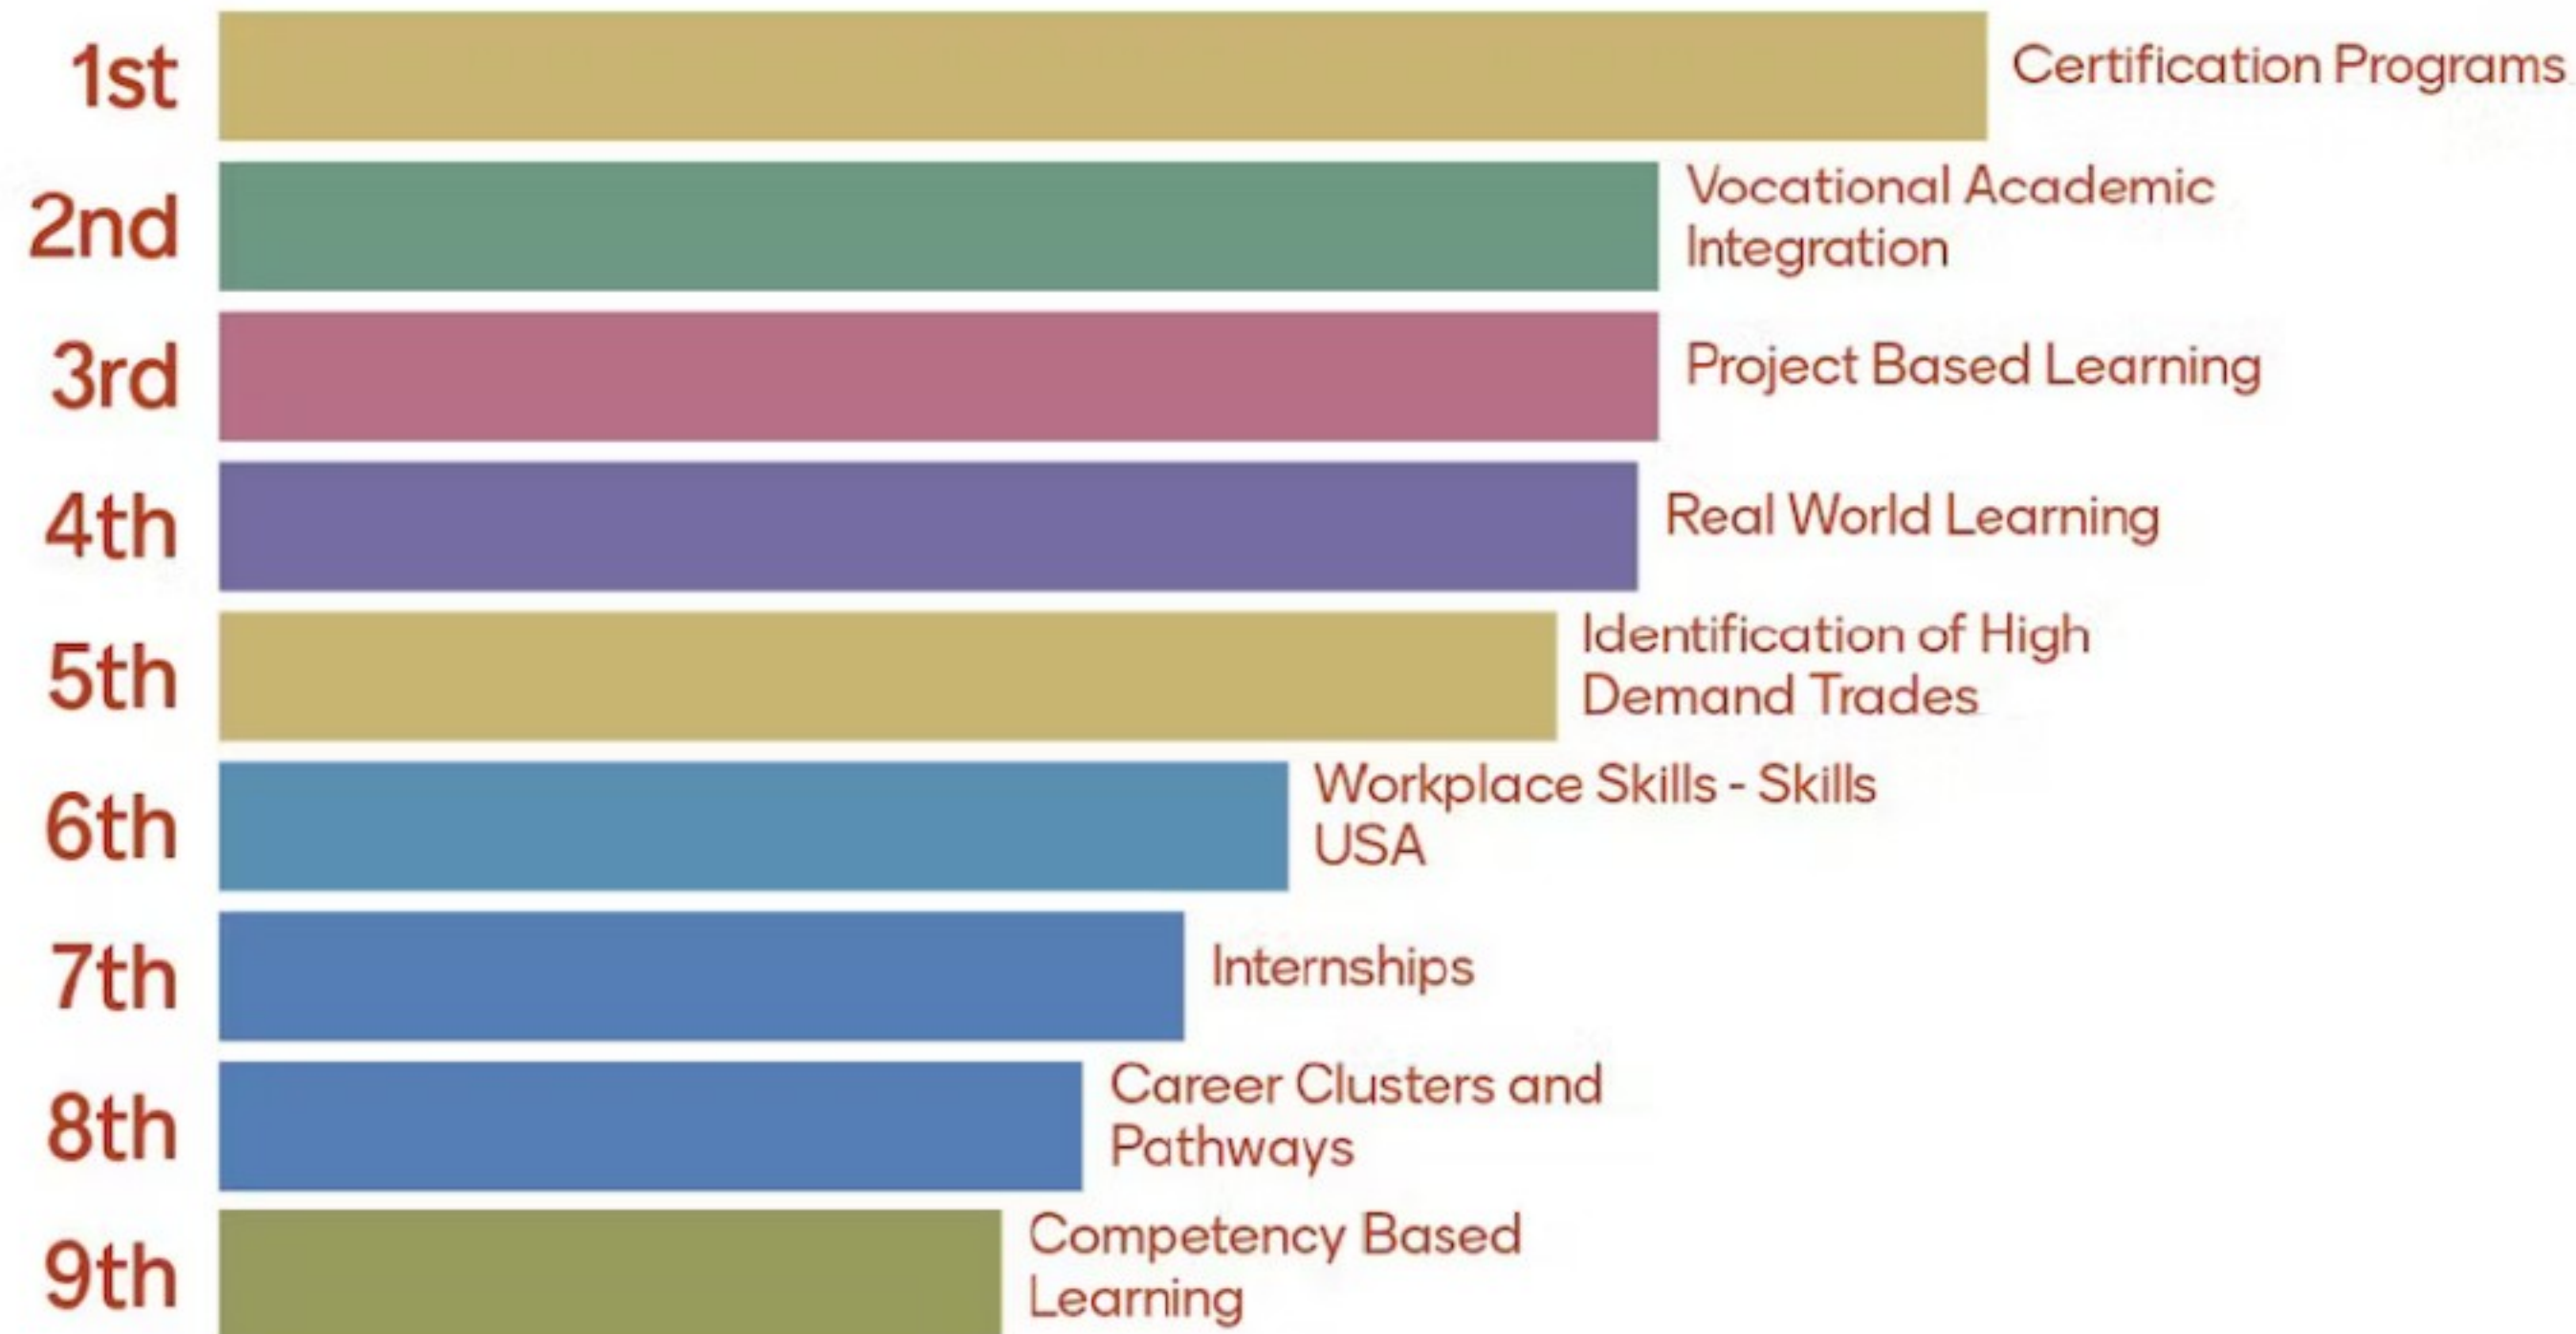 1st
Certification Programs
2nd
Vocational Academic
Integration
3rd
Project Based Learning
4th
Real World Learning
5th
Identification of High
Demand Trades
6th
Workplace Skills - Skills
USA
7th
Internships
8th
Career Clusters and
Pathways
9th
Competency Based
Learning